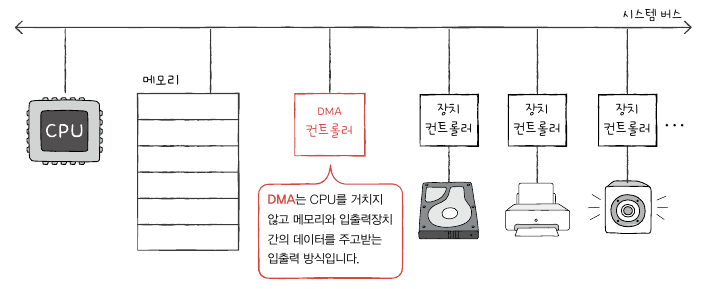 시스템 버스
메모리
CPU
DMA
컨트롤러
장치
컨트롤러
장치
컨트롤러
장치
컨트롤러
...
DMA는 CPU를 거치지
않고 메모리와 입출력장치
간의 데이터를 주고받는
입출력 방식입니다.